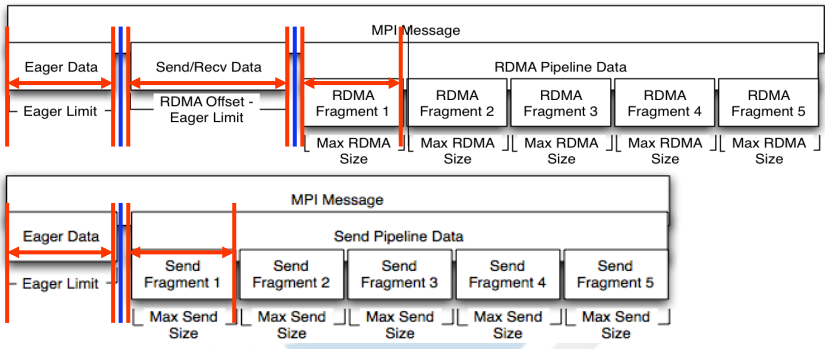 MPI Message
Eager Data
Send/Recv Data
RDMA Pipeline Data
Eager Limit
RDMA Offset -
Eager Limit
RDMA
Fragment 1
RDMA
Fragment 2
RDMA
Fragment 3
RDMA
Fragment 4
RDMA
Fragment 5
Max RDMA
Size
Max RDMA
Size
Max RDMA
Size
Max RDMA
Size
Max RDMA
Size
MPI Message
Eager Data
Send Pipeline Data
Eager Limit
Send
Fragment 1
Send
Fragment 2
Send
Fragment 3
Send
Fragment 4
Send
Fragment 5
Max Send
Size
Max Send
Size
Max Send
Size
Max Send
Size
Max Send
Size